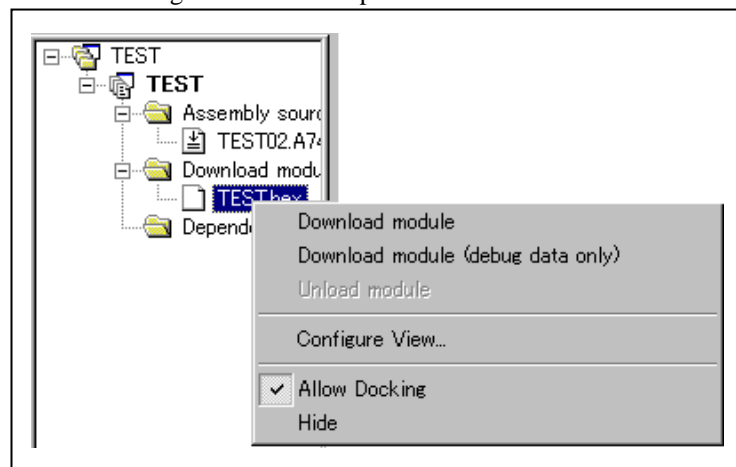 TEST
TEST
Assembly sourc
TEST02.A74
Download modu
TEST.hex
Depende
Download module
Download module (debug data only)
Unload module
Configure View...
Allow Docking
Hide